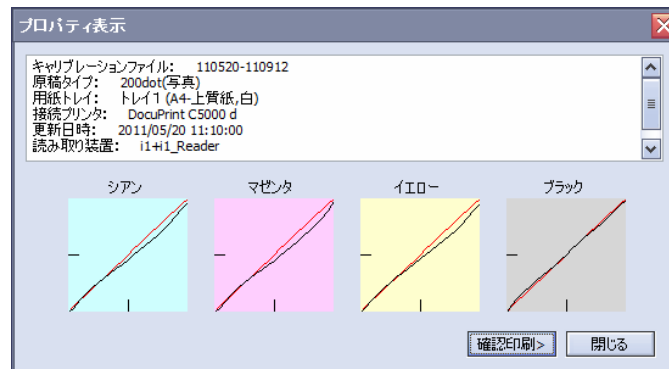 プロパティ表示
キャリブレーションファイル: 110520-110912
原稿タイプ: 200dot(写真)
用紙トレイ: トレイ1 (A4-上質紙,白)
接続プリンタ: DocuPrint C5000 d
更新日時: 2011/05/20 11:10:00
読み取り装置: i1+i1_Reader
シアン マゼンタ イエロー ブラック
確認印刷> 閉じる